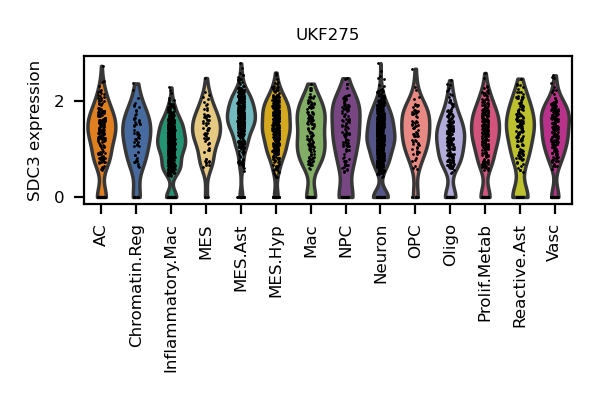 UKF275
SDC3 expression
2
0
AC
Chromatin.Reg
Inflammatory.Mac
MES
MES.Ast
MES.Hyp
Mac
NPC
Neuron
OPC
Oligo
Prolif.Metab
Reactive.Ast
Vasc